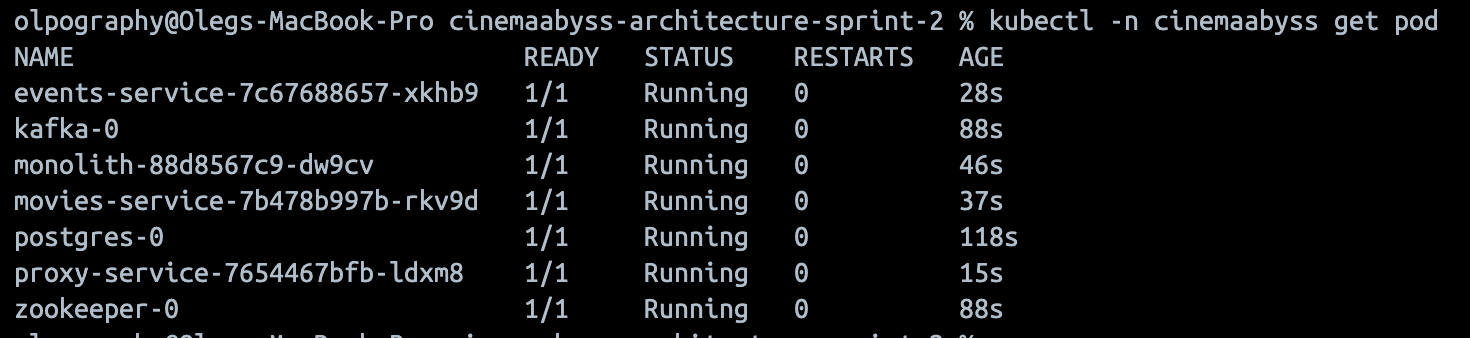 olpography@Olegs-MacBook-Pro cinemaabyss-architecture-sprint-2 % kubectl -n cinemaabyss get pod
NAME READY STATUS RESTARTS AGE
events-service-7c67688657-xkhb9 1/1 Running 0 28s
kafka-0 1/1 Running 0 88s
monolith-88d8567c9-dw9cv 1/1 Running 0 46s
movies-service-7b478b997b-rkv9d 1/1 Running 0 37s
postgres-0 1/1 Running 0 118s
proxy-service-7654467bfb-ldxm8 1/1 Running 0 15s
zookeeper-0 1/1 Running 0 88s